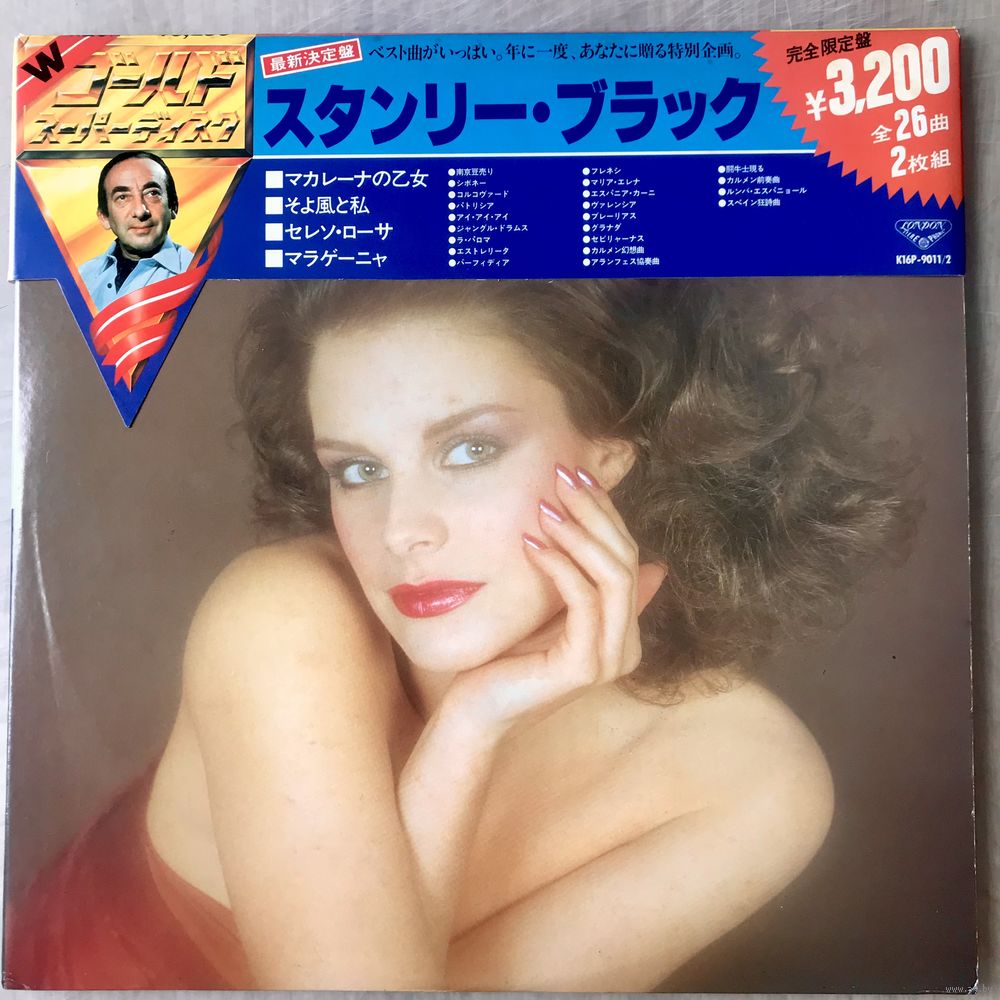 W
ゴールド
スーパーディスク
最新決定盤
ベスト曲がいっぱい。年に一度、あなたに贈る特別企画。
スタンリー・ブラック
完全限定盤
¥3,200
全26曲
2枚組
■マカレーナの乙女
■そよ風と私
■セレソ・ローサ
■マラゲーニャ
●南京豆売り
●シボネー
●コルコヴァード
●パトリシア
●アイ・アイ・アイ
●ジャングル・ドラムス
●ラ・パロマ
●エストレリータ
●パーフィディア
●フレネシ
●マリア・エレナ
●エスパニア・カーニ
●ヴァレンシア
●プレーリアス
●グラナダ
●セビリャーナス
●カルメン幻想曲
●アランフェス協奏曲
●闘牛士現る
●カルメン前奏曲
●ルンバ・エスパニョール
●スペイン狂詩曲
LONDON
K16P-9011/2